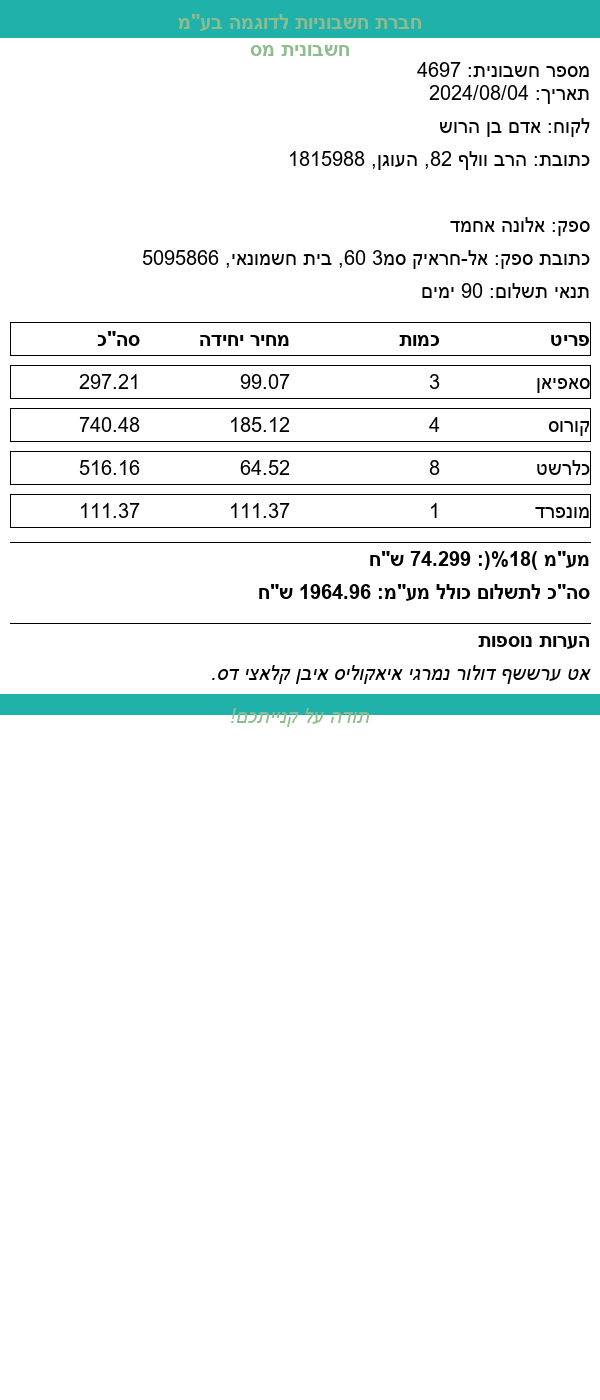 חברת חשבוניות לדוגמה בע"מ
חשבונית מס
מספר חשבונית: 4697
תאריך: 2024/08/04
לקוח: אדם בן הרוש
כתובת: הרב וולף 82, העוגן, 1815988
ספק: אלונה אחמד
כתובת ספק: אל-חראיק סמ3 60, בית חשמונאי, 5095866
תנאי תשלום: 90 ימים
פריט כמות מחיר יחידה סה"כ
סאפיאן 3 99.07 297.21
קורוס 4 185.12 740.48
כלרשט 8 64.52 516.16
מונפרד 1 111.37 111.37
מע"מ )18%(: 74.299 ש"ח
סה"כ לתשלום כולל מע"מ: 1964.96 ש"ח
הערות נוספות
אט ערששף דולור נמרגי איאקוליס איבן קלאצי דס.
תודה על קנייתכם!